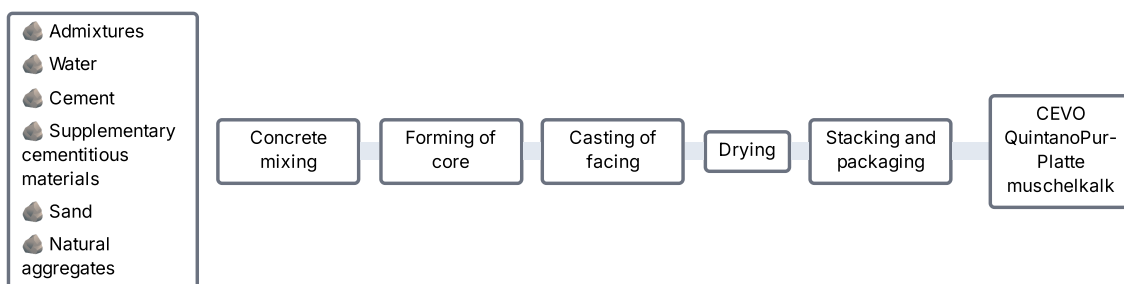 Admixtures
Water
Cement
Supplementary
cementitious
materials
Sand
Natural
aggregates
Concrete
mixing
Forming of
core
Casting of
facing
Drying
Stacking and
packaging
CEVO
QuintanoPur-
Platte
muschelkalk